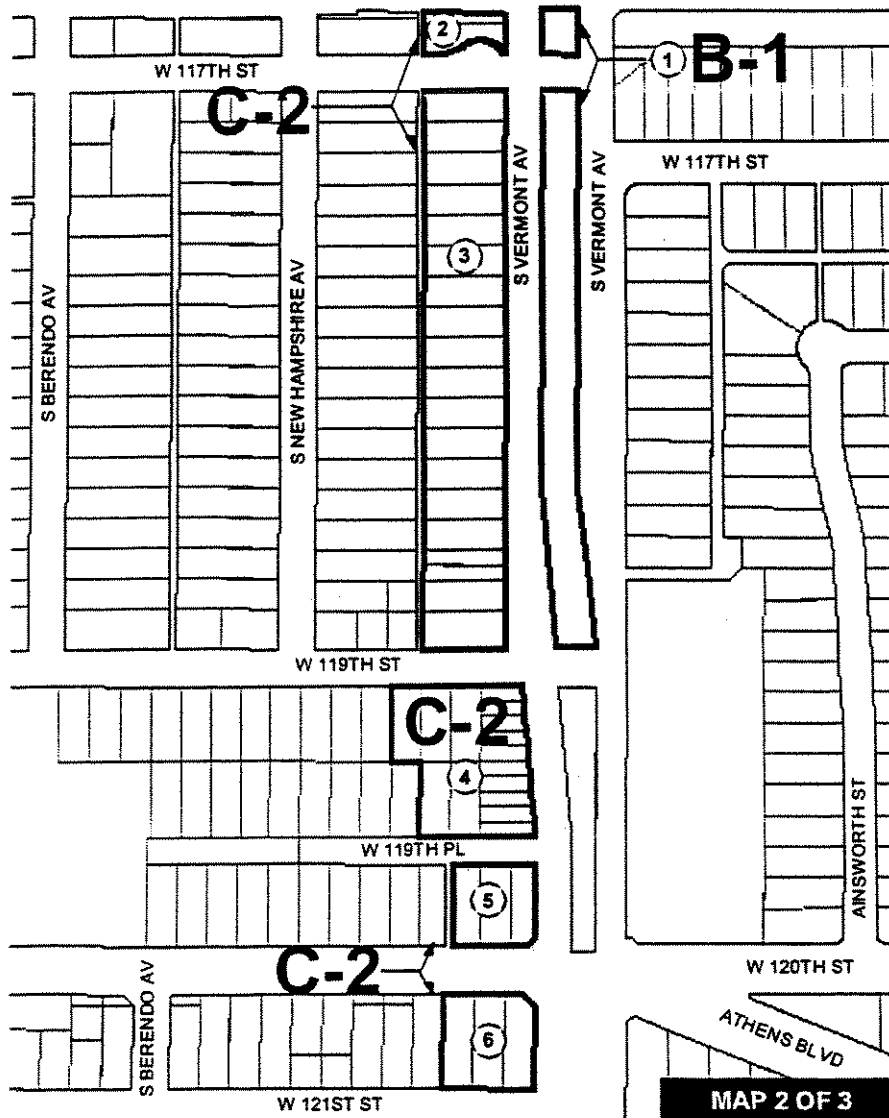 2
1
B-1
W 117TH ST
C-2
W 117TH ST
S VERMONT AV
S VERMONT AV
3
S BERENDO AV
S NEW HAMPSHIRE AV
W 119TH ST
C-2
4
W 119TH PL
AINSWORTH ST
5
C-2
W 120TH ST
S BERENDO AV
ATHENS BLVD
6
W 121ST ST
MAP 2 OF 3